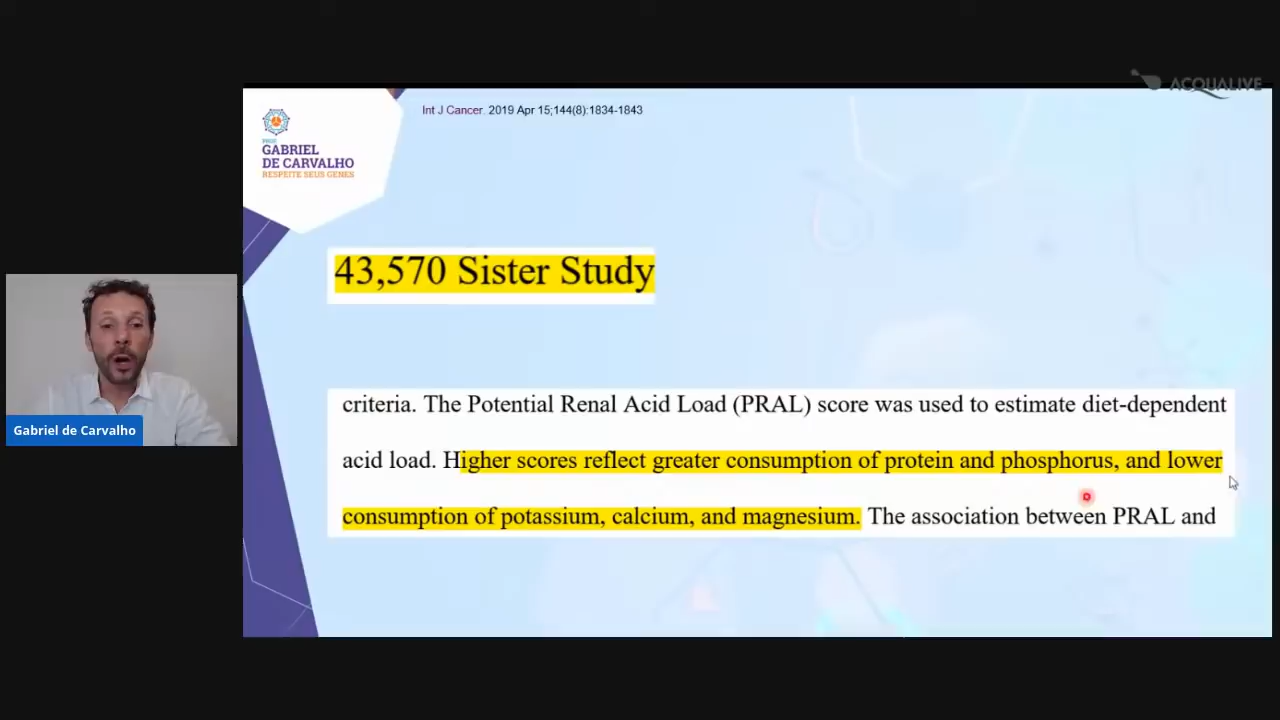 ACQUALIVE
Int J Cancer. 2019 Apr 15;144(8):1834-1843
PROF.
GABRIEL
DE CARVALHO
RESPEITE SEUS GENES
43,570 Sister Study
criteria. The Potential Renal Acid Load (PRAL) score was used to estimate diet-dependent
acid load. Higher scores reflect greater consumption of protein and phosphorus, and lower
consumption of potassium, calcium, and magnesium. The association between PRAL and
Gabriel de Carvalho